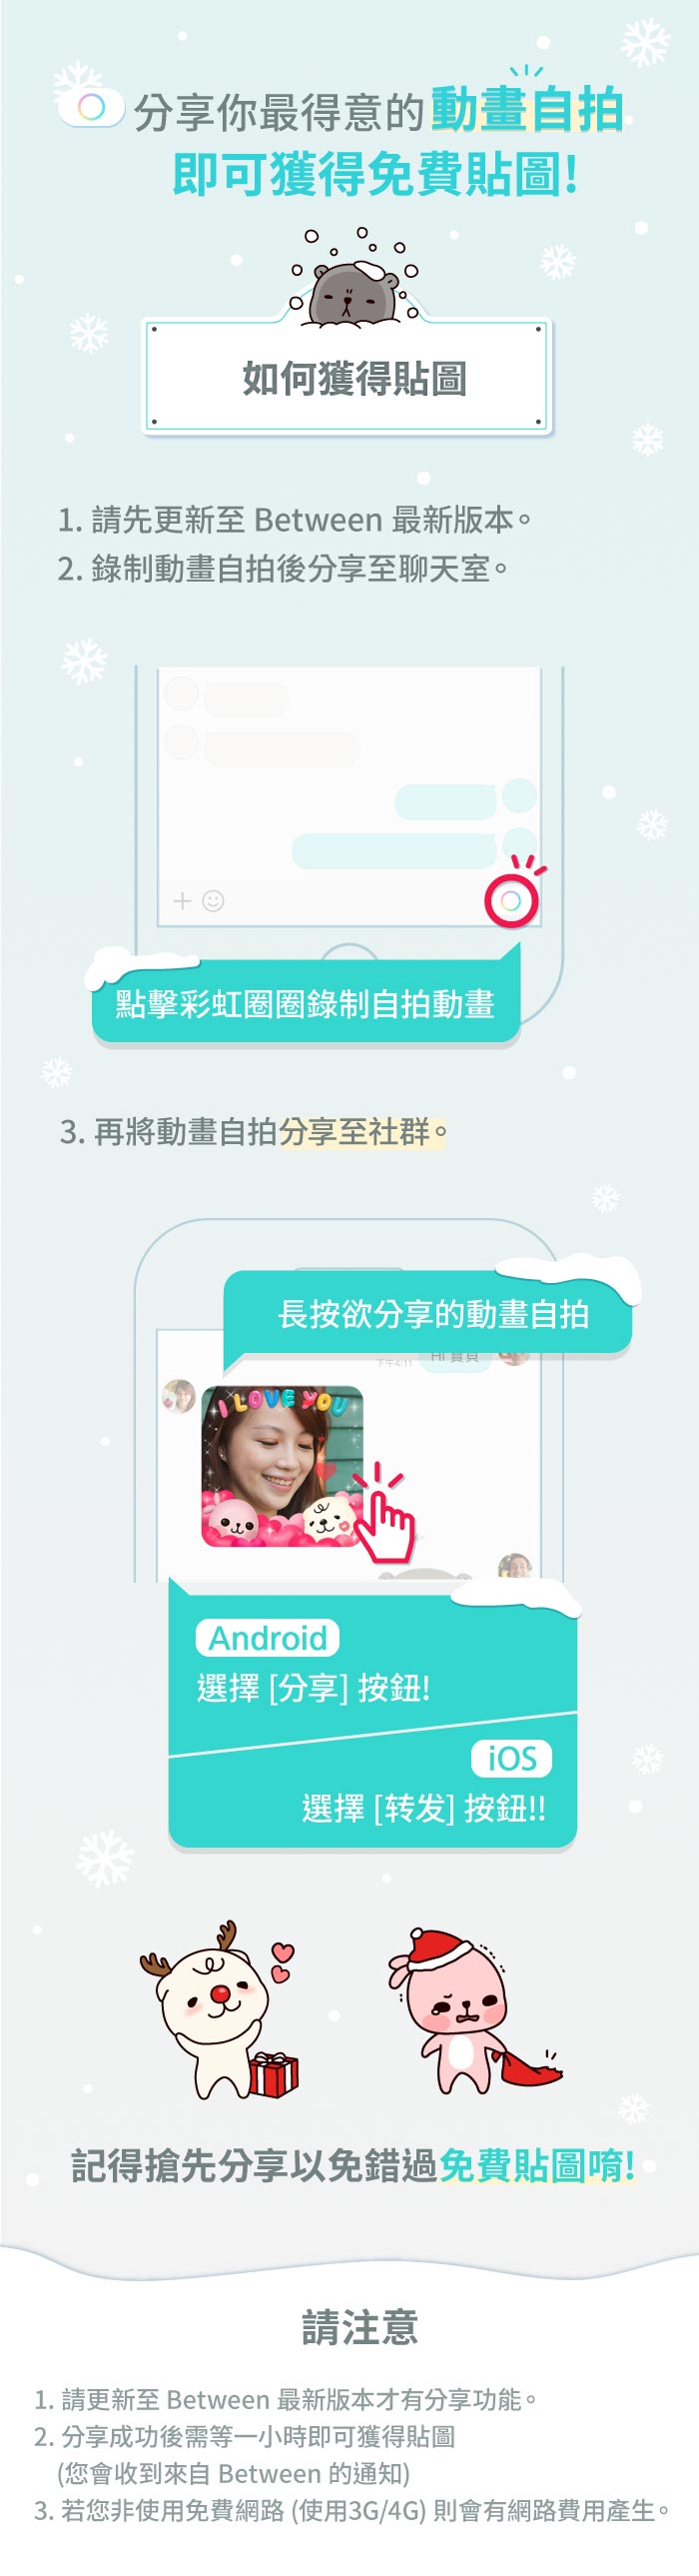 分享你最得意的動畫自拍
即可獲得免費貼圖!
如何獲得貼圖
1. 請先更新至 Between 最新版本。
2. 錄制動畫自拍後分享至聊天室。
點擊彩虹圈圈錄制自拍動畫
3. 再將動畫自拍分享至社群。
長按欲分享的動畫自拍
下午4:11 Hi 寶貝
I LOVE YOU
Android
選擇 [分享] 按鈕!
iOS
選擇 [转发] 按鈕!!
記得搶先分享以免錯過免費貼圖唷!
請注意
1. 請更新至 Between 最新版本才有分享功能。
2. 分享成功後需等一小時即可獲得貼圖
(您會收到來自 Between 的通知)
3. 若您非使用免費網路 (使用3G/4G) 則會有網路費用產生。